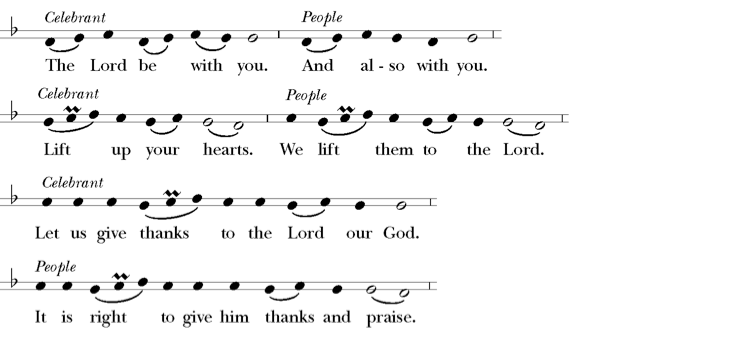 Celebrant People
The Lord be with you. And al - so with you.
Celebrant People
Lift up your hearts. We lift them to the Lord.
Celebrant
Let us give thanks to the Lord our God.
People
It is right to give him thanks and praise.